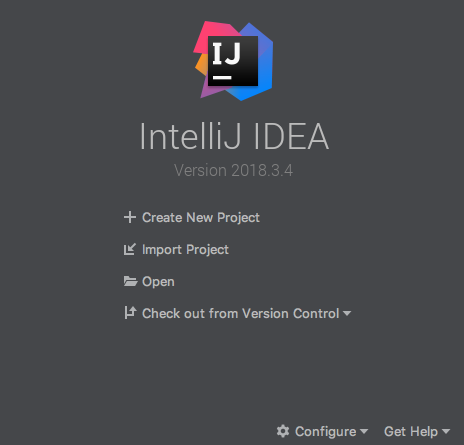 IJ
IntelliJ IDEA
Version 2018.3.4
Create New Project
Import Project
Open
Check out from Version Control
Configure Get Help